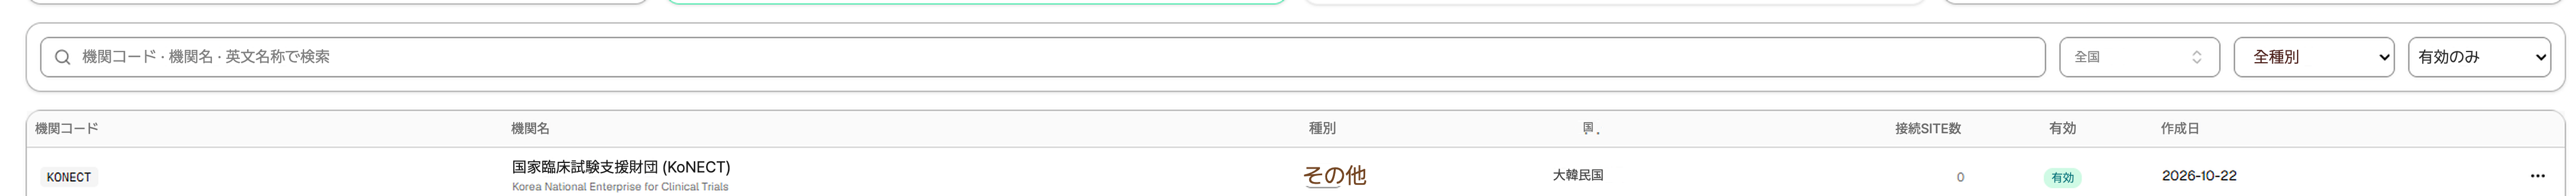 機関コード · 機関名 · 英文名称で検索 全国 全種別 有効のみ
機関コード 機関名 種別 国 接続SITE数 有効 作成日
KONECT 国家臨床試験支援財団 (KoNECT) その他 大韓民国 0 有効 2026-10-22
Korea National Enterprise for Clinical Trials